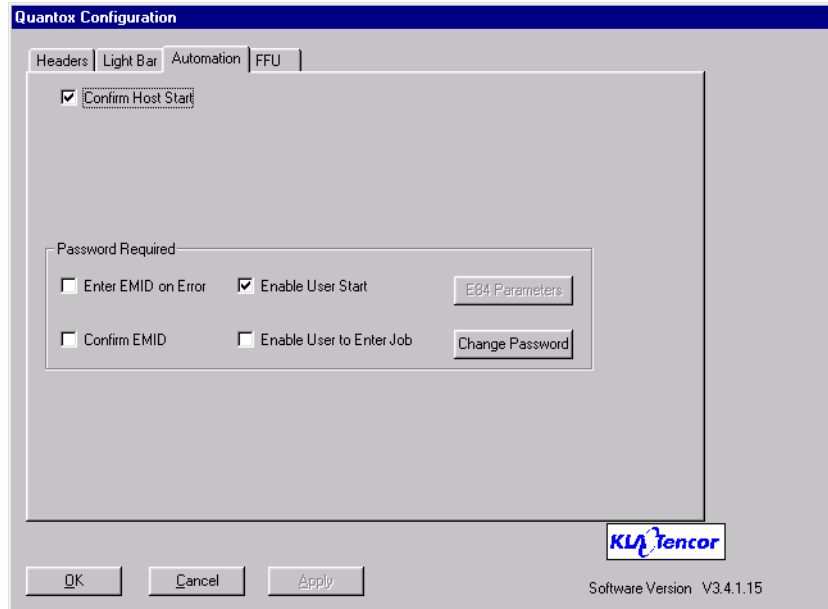 Quantox Configuration
Headers Light Bar Automation FFU
Confirm Host Start
Password Required
Enter EMID on Error Enable User Start E84 Parameters
Confirm EMID Enable User to Enter Job Change Password
KLA Tencor
OK Cancel Apply
Software Version V3.4.1.15